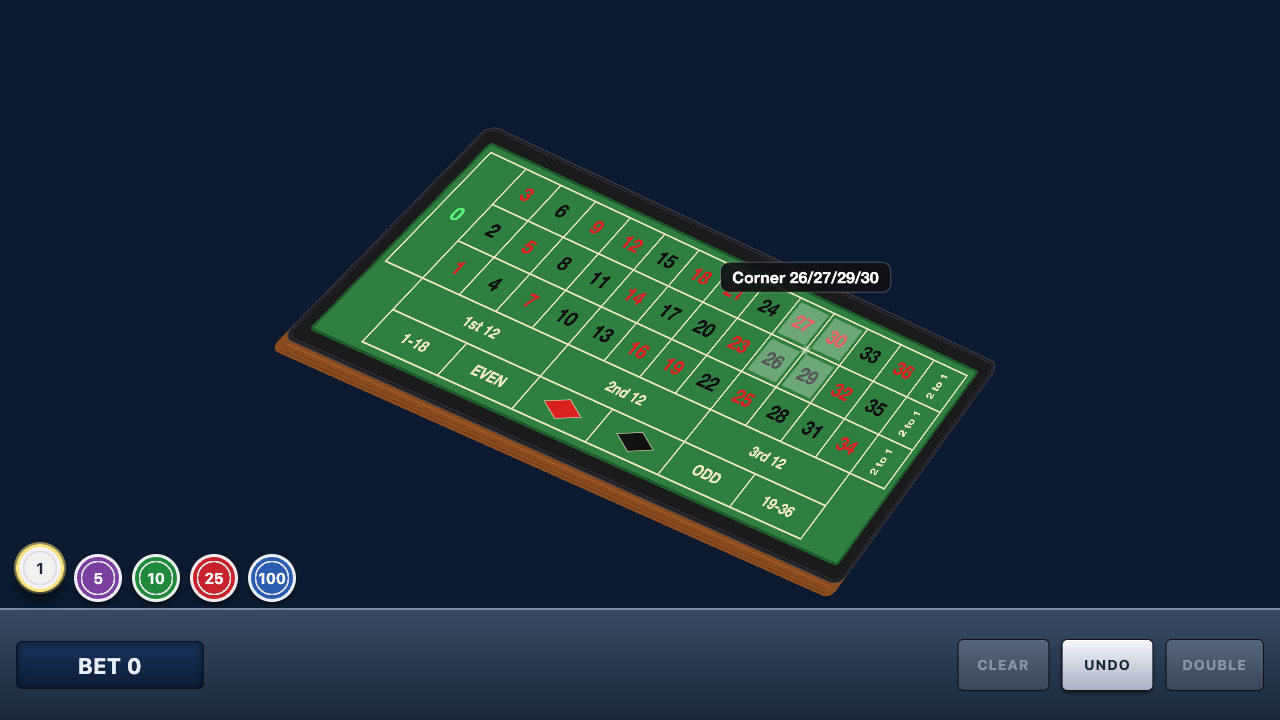 0
3 6 9 12 15 18 24 27 30 33 36 2 to 1
2 5 8 11 14 17 20 23 26 29 32 35 2 to 1
1 4 7 10 13 16 19 22 25 28 31 34 2 to 1
Corner 26/27/29/30
1st 12 2nd 12 3rd 12
1-18 EVEN ODD 19-36
1 5 10 25 100
BET 0 CLEAR UNDO DOUBLE